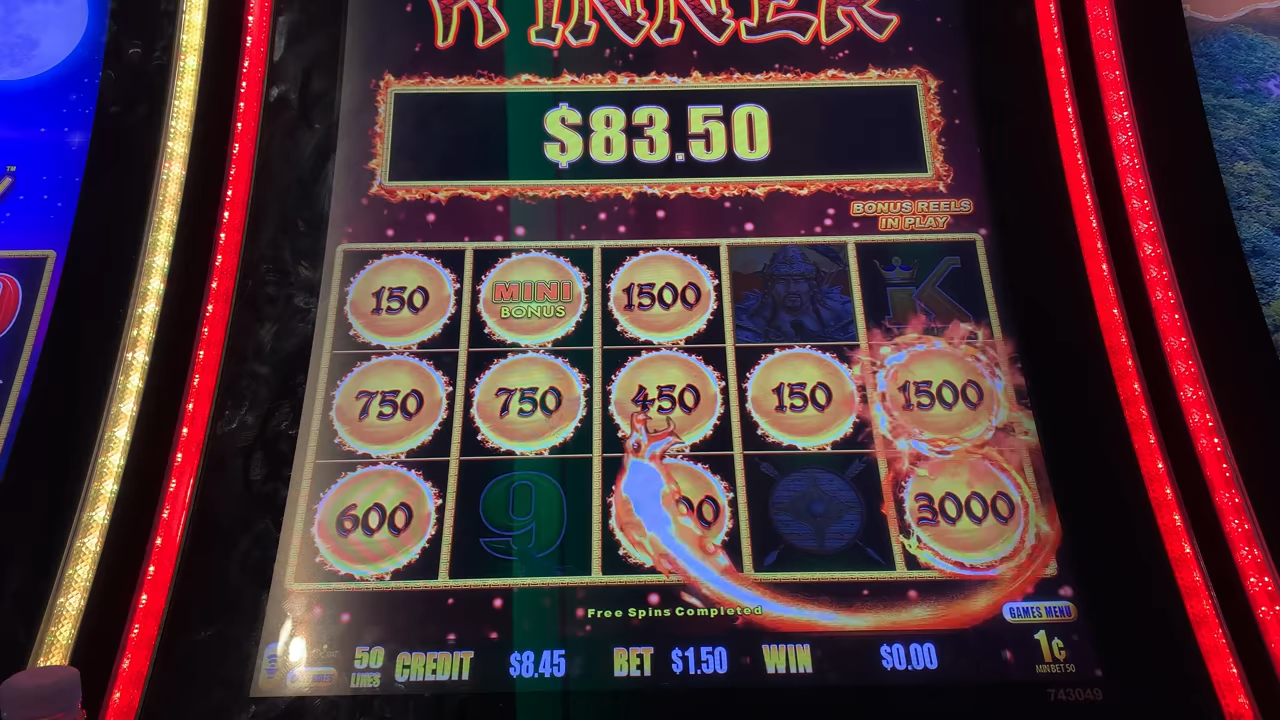 WINNER
$83.50
BONUS REELS
IN PLAY
150 MINI BONUS 1500 K
750 750 450 150 1500
600 9 3000
Free Spins Completed
GAMES MENU
50 LINES CREDIT $8.45 BET $1.50 WIN $0.00 1¢ MIN BET 50
743049
TM